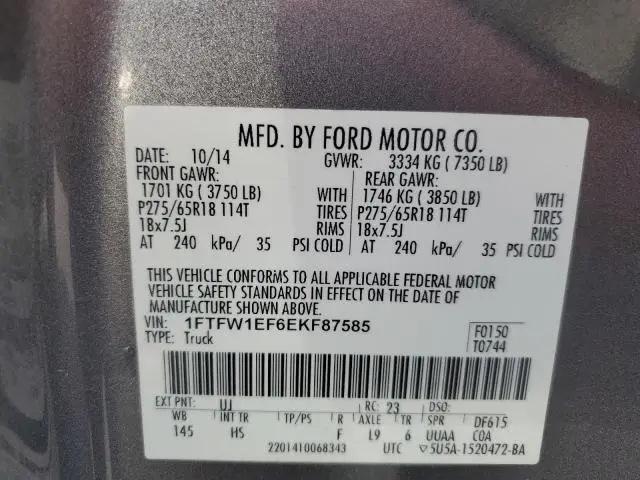 MFD. BY FORD MOTOR CO.
DATE: 10/14 GVWR: 3334 KG ( 7350 LB)
FRONT GAWR: REAR GAWR:
1701 KG ( 3750 LB) WITH 1746 KG ( 3850 LB) WITH
P275/65R18 114T TIRES P275/65R18 114T TIRES
18x7.5J RIMS 18x7.5J RIMS
AT 240 kPa/ 35 PSI COLD AT 240 kPa/ 35 PSI COLD
THIS VEHICLE CONFORMS TO ALL APPLICABLE FEDERAL MOTOR
VEHICLE SAFETY STANDARDS IN EFFECT ON THE DATE OF
MANUFACTURE SHOWN ABOVE.
VIN: 1FTFW1EF6EKF87585 F0150
TYPE: Truck T0744
EXT PNT: UJ RC: 23 DSO:
WB INT TR TP/PS R AXLE TR SPR DF615
145 HS F L9 6 UUAA COA
2201410068343 UTC ▽5U5A-1520472-BA